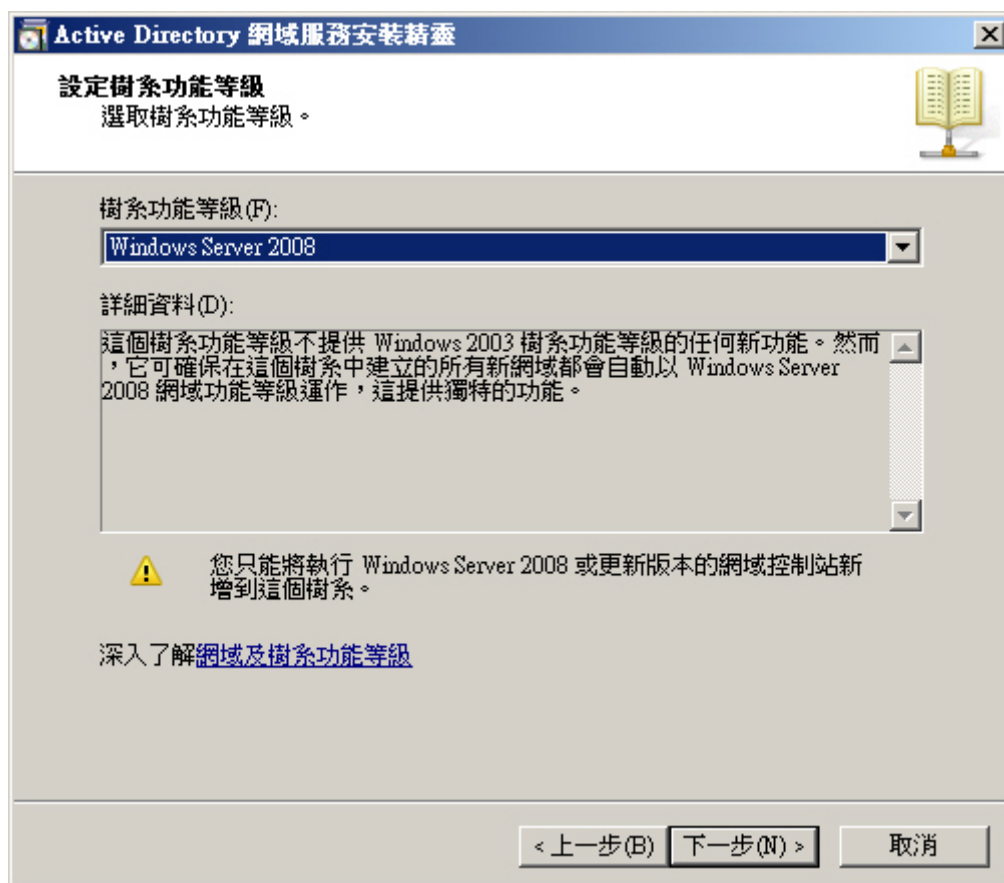 Active Directory 網域服務安裝精靈
設定樹系功能等級
選取樹系功能等級。
樹系功能等級(F):
Windows Server 2008
詳細資料(D):
這個樹系功能等級不提供 Windows 2003 樹系功能等級的任何新功能。然而
，它可確保在這個樹系中建立的所有新網域都會自動以 Windows Server
2008 網域功能等級運作，這提供獨特的功能。
您只能將執行 Windows Server 2008 或更新版本的網域控制站新
增到這個樹系。
深入了解網域及樹系功能等級
< 上一步(B) 下一步(N) > 取消